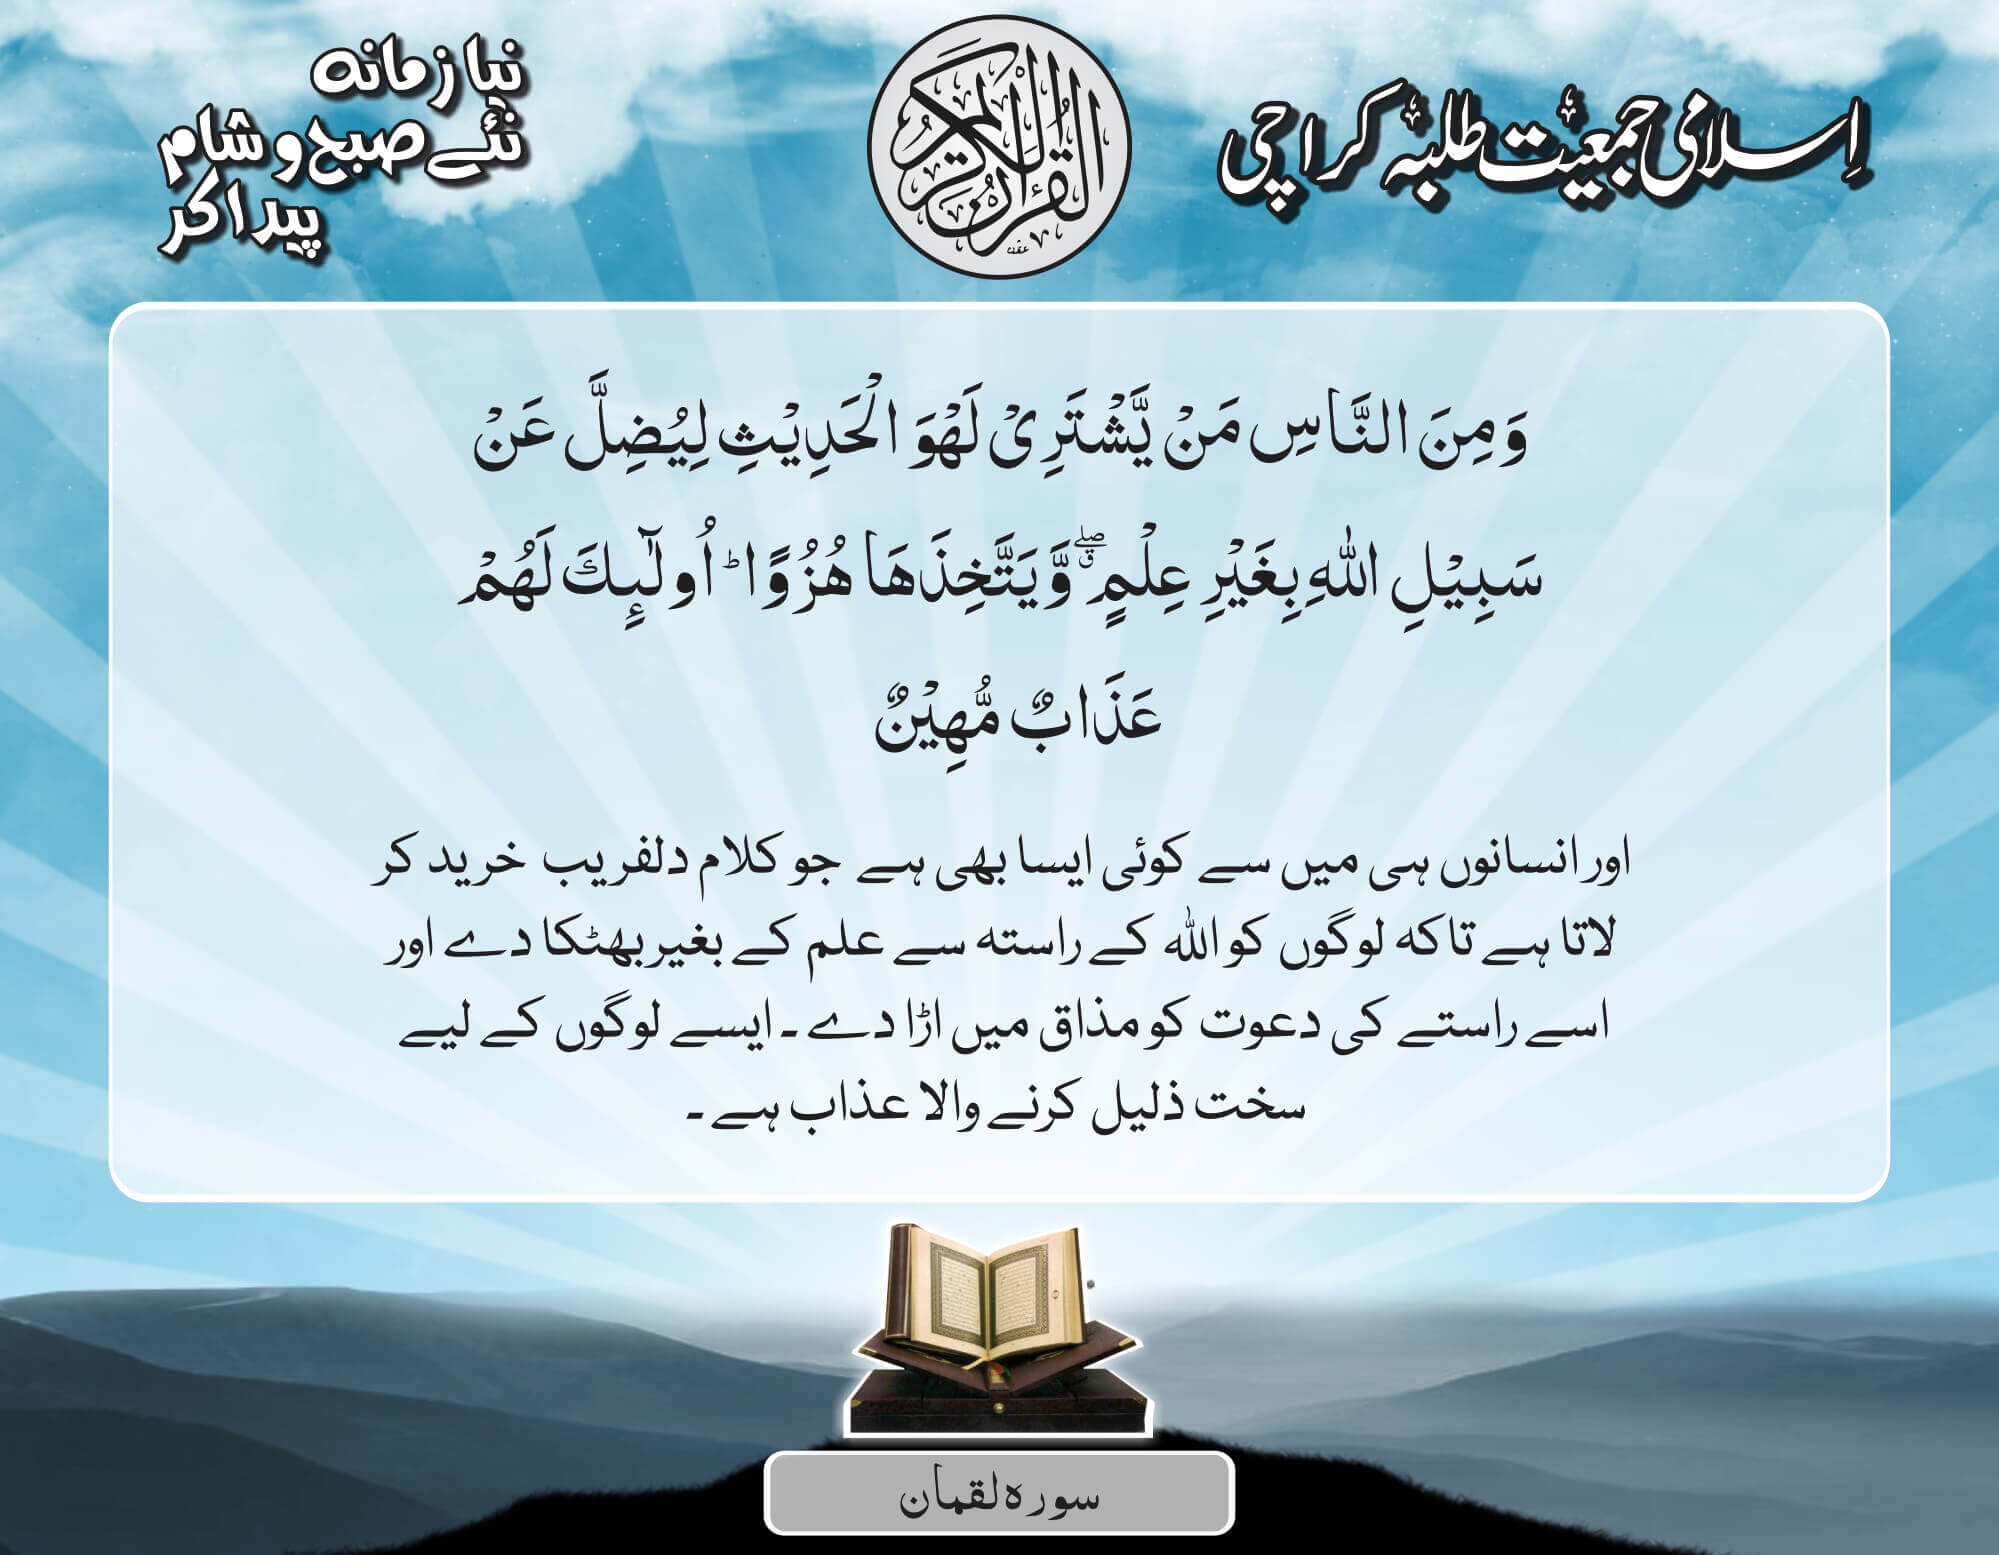 اِسلامی جمعیّت طلبہ کراچی
القرآن الكريم
نیا زمانہ
نئے صبح و شام
پیدا کر
وَمِنَ النَّاسِ مَنْ يَّشْتَرِىْ لَهْوَ الْحَدِيْثِ لِيُضِلَّ عَنْ
سَبِيْلِ اللّٰهِ بِغَيْرِ عِلْمٍ ۖۗ وَّيَتَّخِذَهَا هُزُوًا ؕ اُولٰٓٮِٕكَ لَهُمْ
عَذَابٌ مُّهِيْنٌ
اور انسانوں ہی میں سے کوئی ایسا بھی ہے جو کلام دلفریب خرید کر
لاتا ہے تاکہ لوگوں کو اللہ کے راستہ سے علم کے بغیر بھٹکا دے اور
اسے راستے کی دعوت کو مذاق میں اڑا دے ۔ ایسے لوگوں کے لیے
سخت ذلیل کرنے والا عذاب ہے ۔
سورہ لقمان